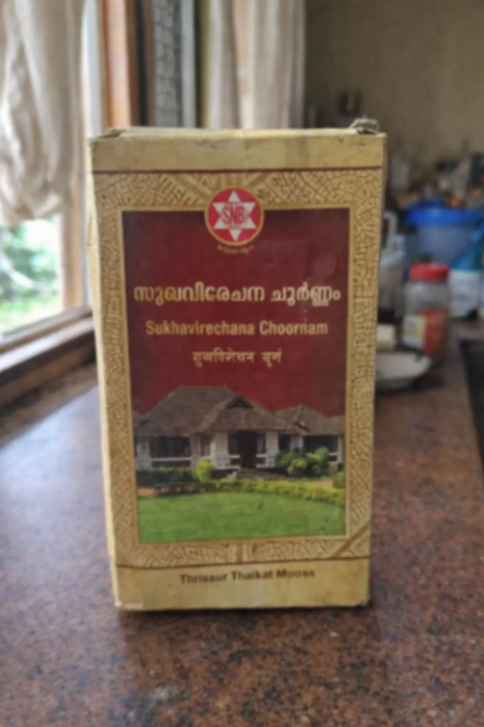 SNB
സുഖവിരേചന ചൂർണ്ണം
Sukhavirechana Choornam
सुखविरेचन चूर्ण
Thrissur Thaikat Mooss